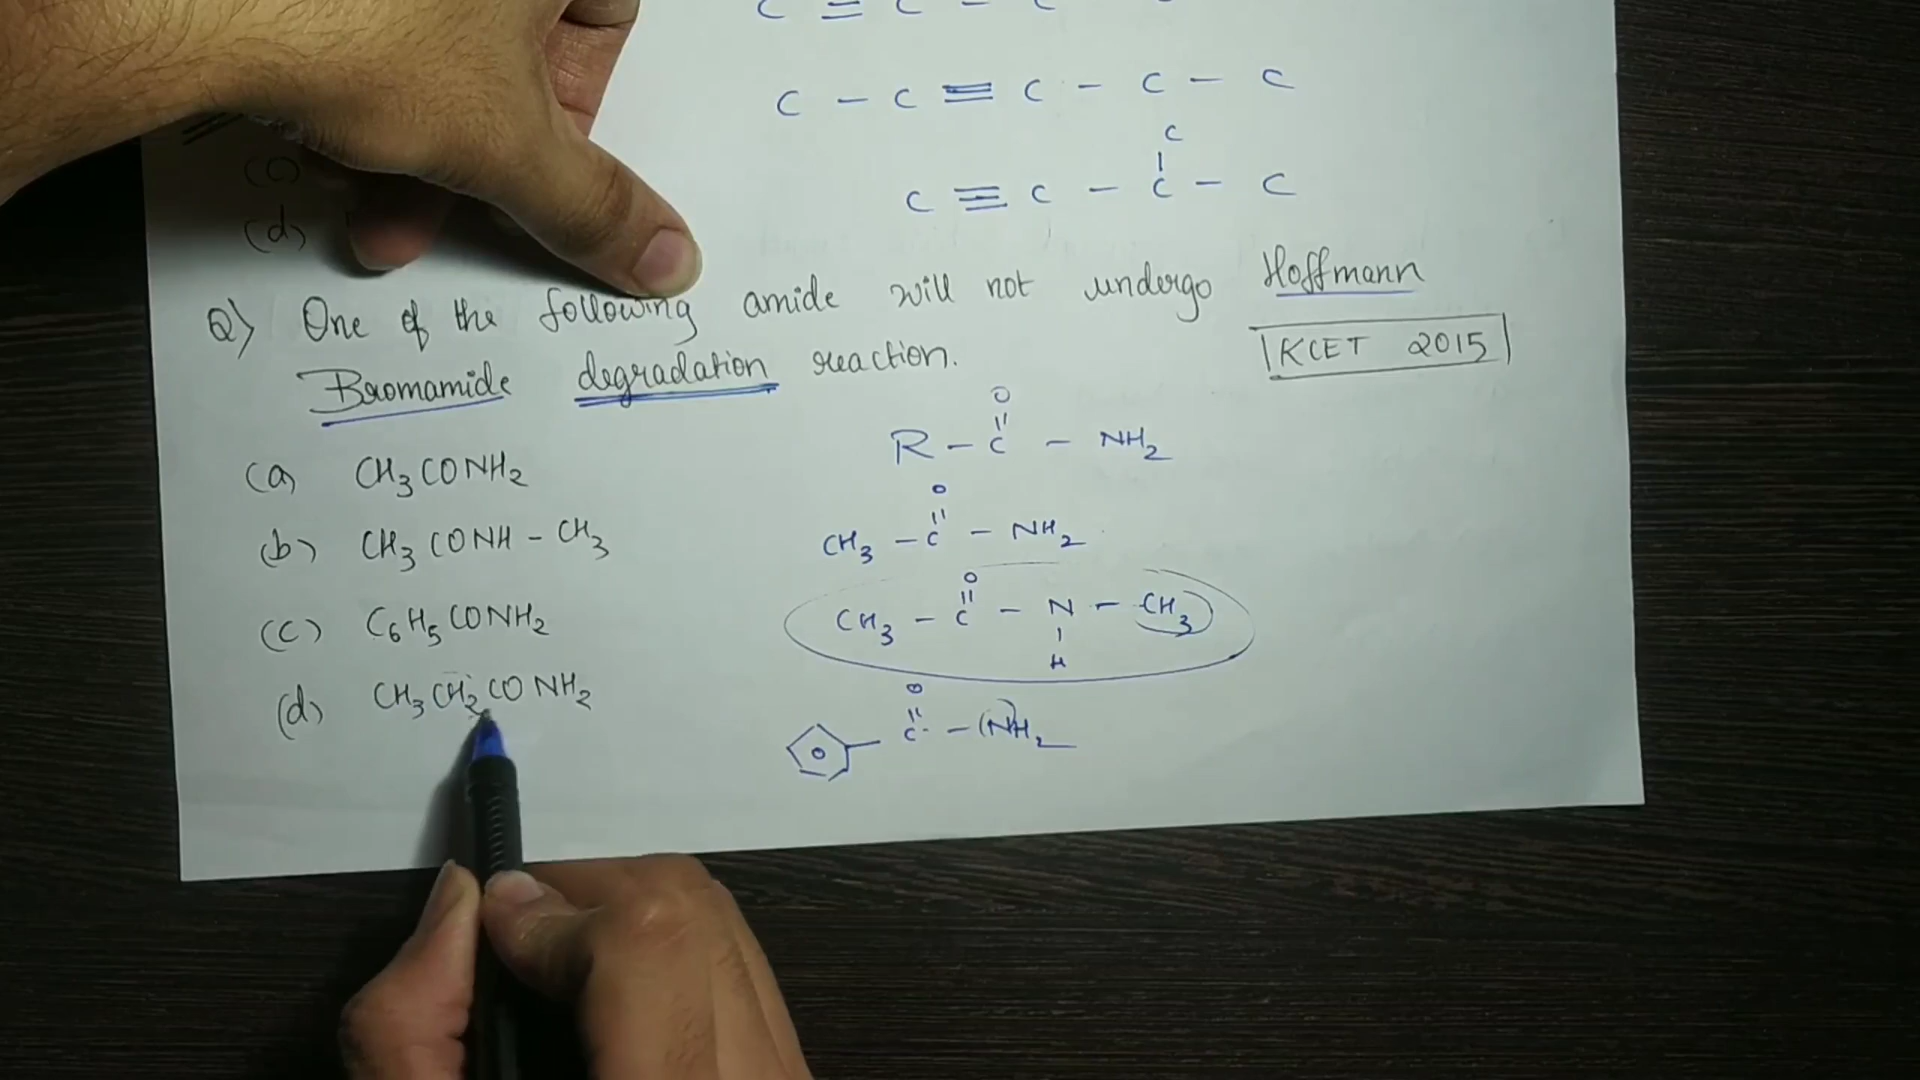 C ≡ C – C
C – C ≡ C – C – C
C
|
C ≡ C – C – C
(c)
(d)
Q) One of the following amide will not undergo Hoffmann
Bromamide degradation reaction.
KCET 2015
(a) CH3CONH2
(b) CH3CONH – CH3
(c) C6H5CONH2
(d) CH3CH2CONH2
O
||
R – C – NH2
O
||
CH3 – C – NH2
O
||
CH3 – C – N – CH3
|
H
O
||
C – NH2